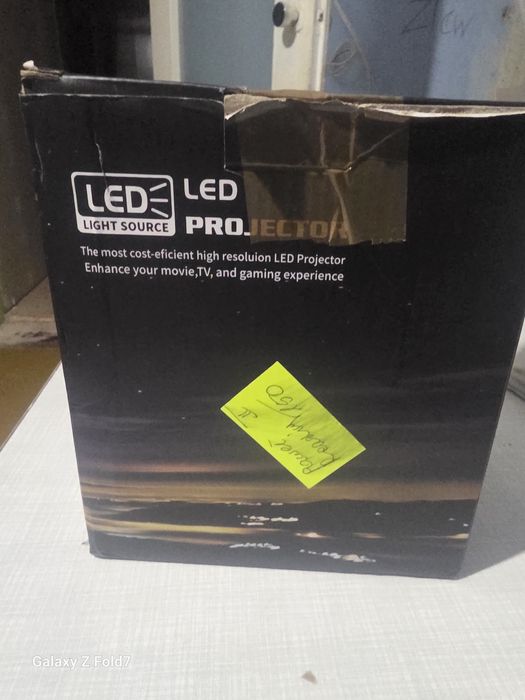 LED
LIGHT SOURCE
LED
PROJECTOR
The most cost-eficient high resoluion LED Projector
Enhance your movie,TV, and gaming experience
Galaxy Z Fold7